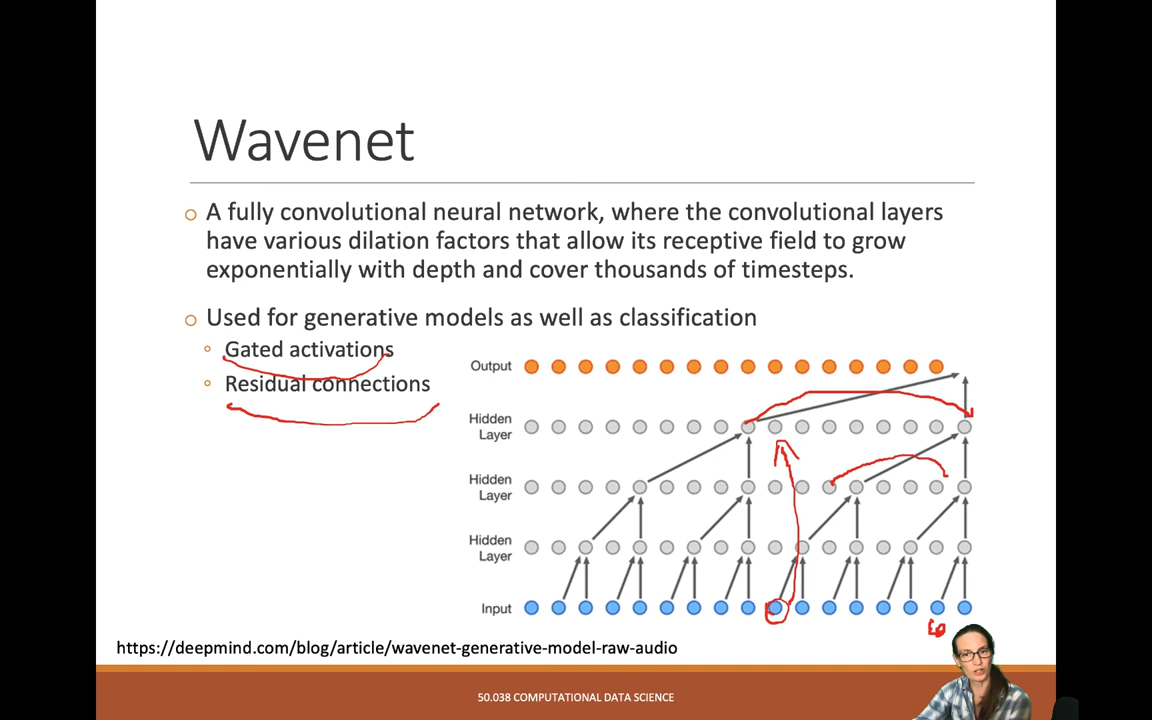 Wavenet
A fully convolutional neural network, where the convolutional layers
have various dilation factors that allow its receptive field to grow
exponentially with depth and cover thousands of timesteps.
Used for generative models as well as classification
Gated activations
Residual connections
Output
Hidden
Layer
Hidden
Layer
Hidden
Layer
Input
https://deepmind.com/blog/article/wavenet-generative-model-raw-audio
50.038 COMPUTATIONAL DATA SCIENCE